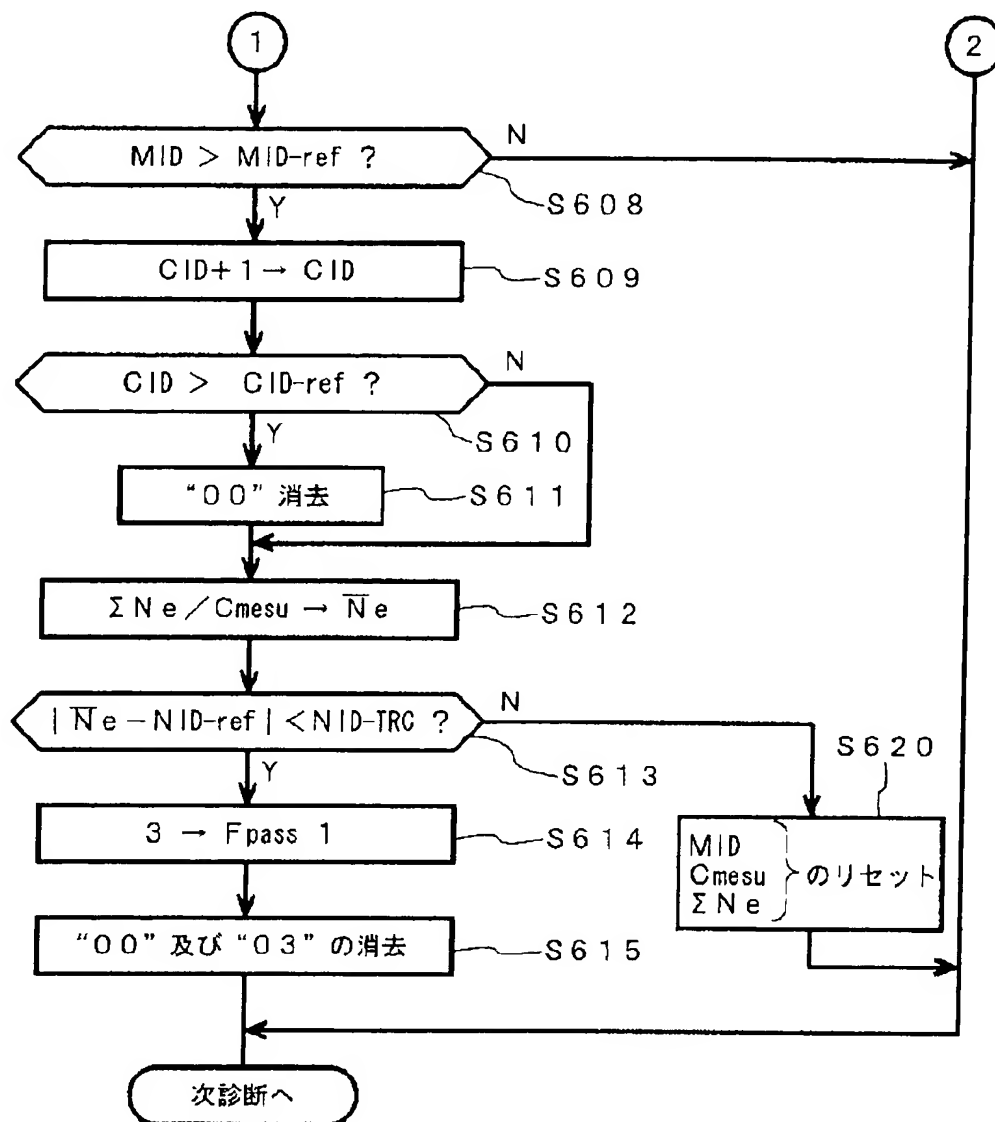 1
2
MID > MID-ref ?
N
S608
Y
CID+1→ CID
S609
CID > CID-ref ?
N
S610
Y
“00” 消去
S611
ΣNe/Cmesu → N̅e
S612
|N̅e-NID-ref|<NID-TRC ?
N
S613
Y
S620
3 → Fpass 1
S614
MID
Cmesu
ΣNe
のリセット
“00” 及び “03” の消去
S615
次診断へ